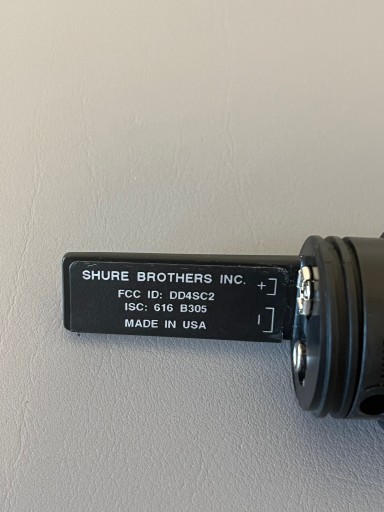 SHURE BROTHERS INC.
FCC ID: DD4SC2
ISC: 616 B305
MADE IN USA
+
-